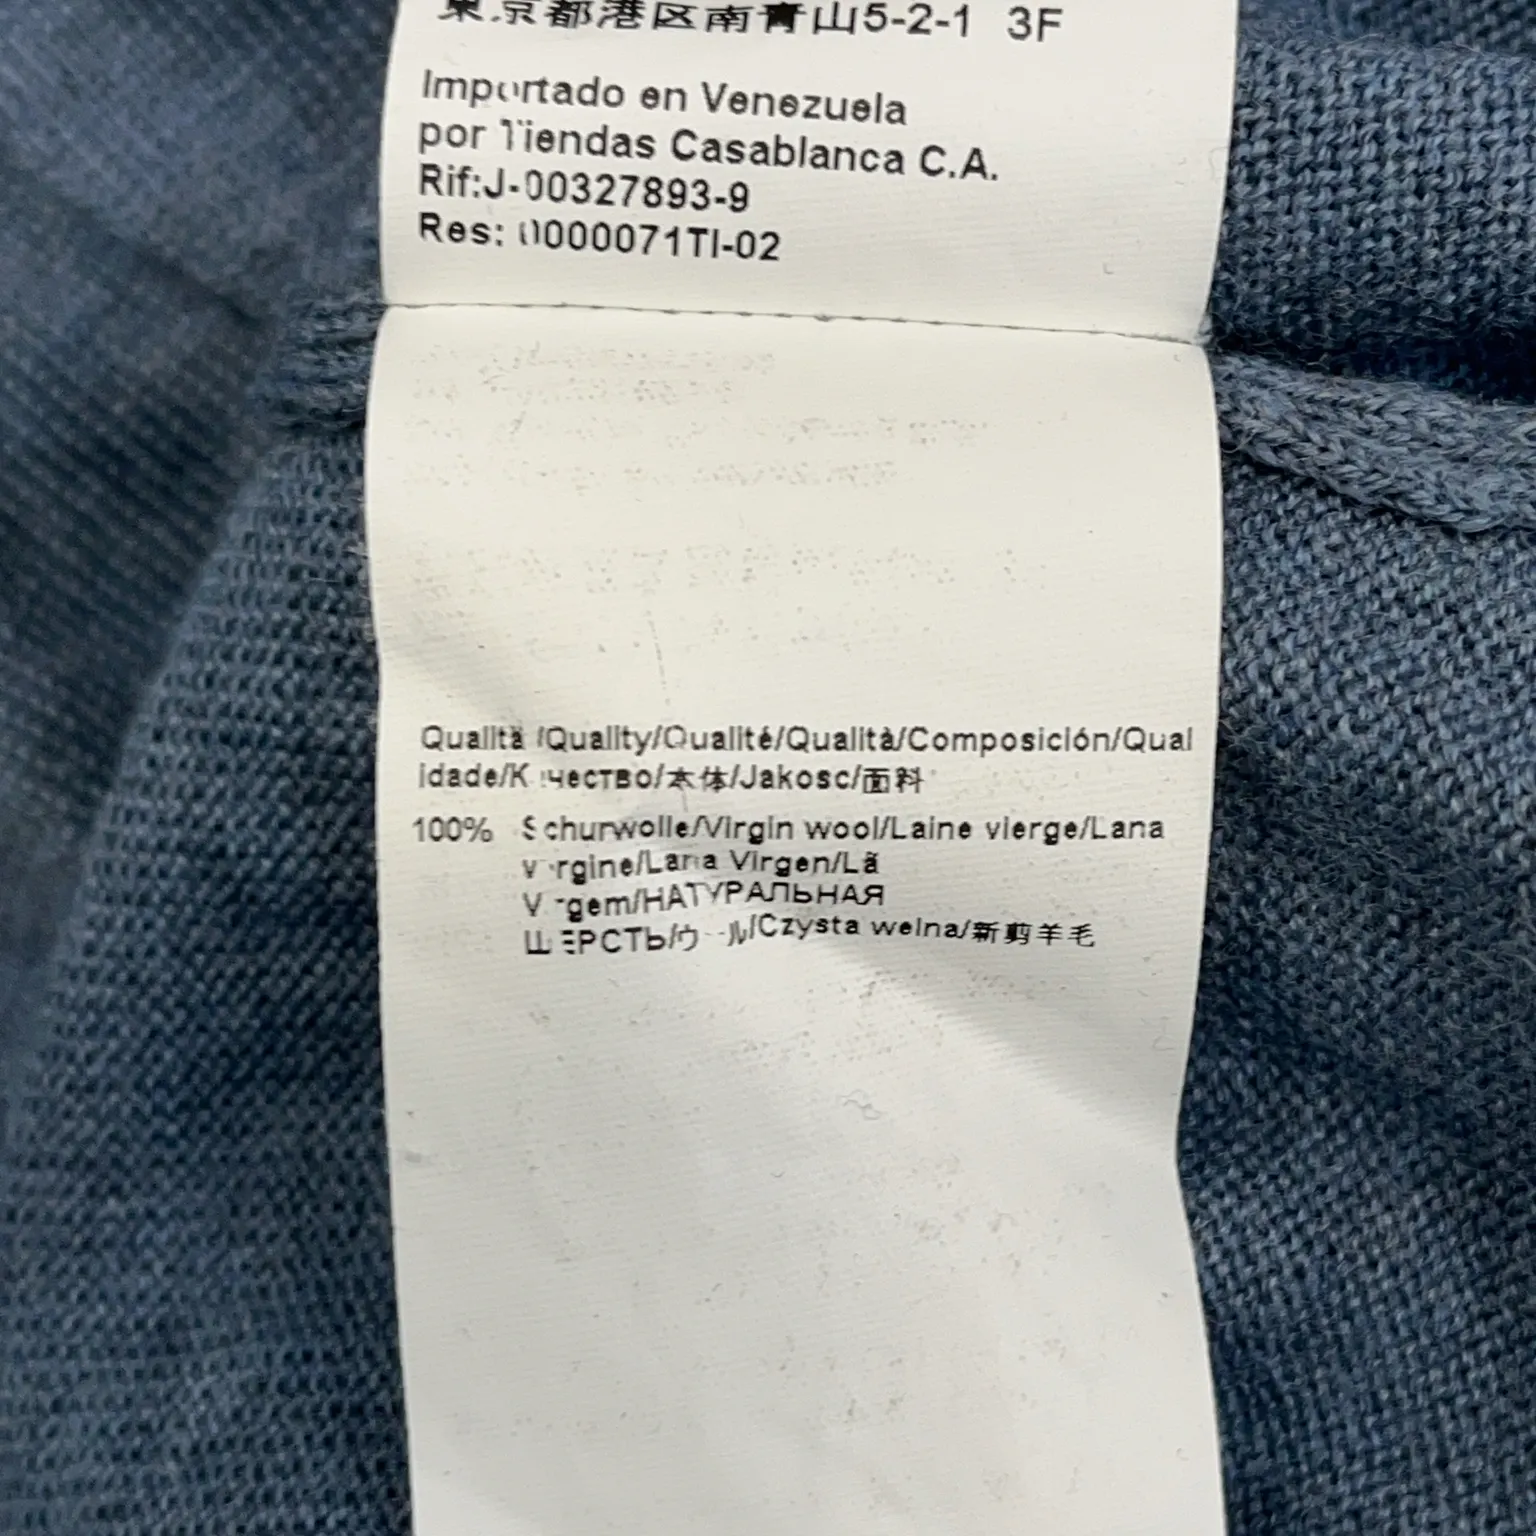 東京都港区南青山5-2-1 3F
Importado en Venezuela
por Tiendas Casablanca C.A.
Rif:J-00327893-9
Res: 0000071TI-02
Qualität/Quality/Qualité/Qualità/Composición/Qual
idade/Качество/本体/Jakosc/面料
100% Schurwolle/Virgin wool/Laine vierge/Lana
vergine/Lana Virgen/Lã
Virgem/НАТУРАЛЬНАЯ
ШЕРСТЬ/ウール/Czysta welna/新剪羊毛